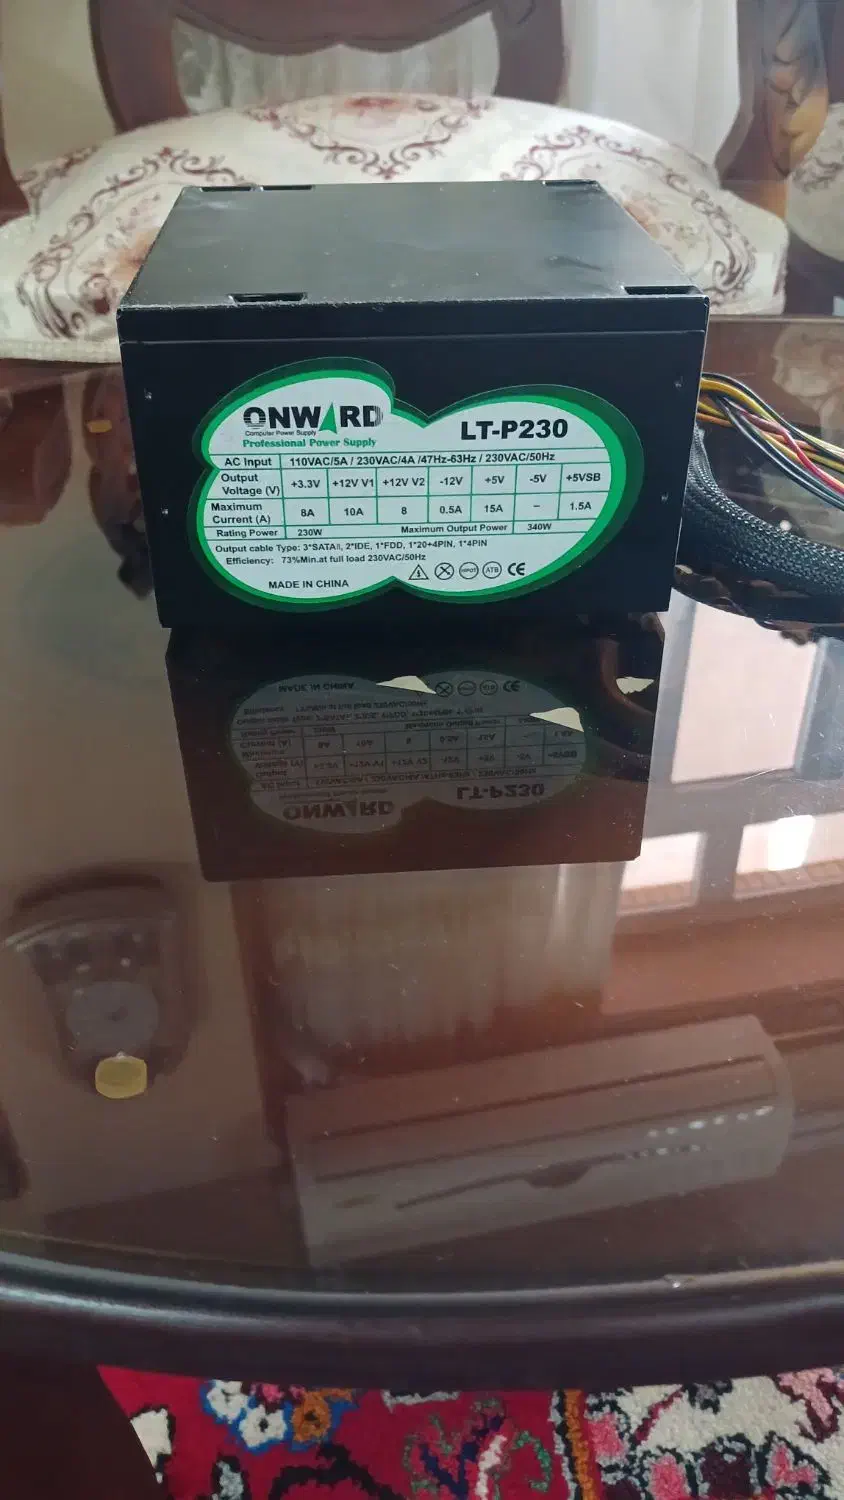 ONWARD
Computer Power Supply
Professional Power Supply
LT-P230
AC Input 110VAC/5A / 230VAC/4A /47Hz-63Hz / 230VAC/50Hz
Output Voltage (V) +3.3V +12V V1 +12V V2 -12V +5V -5V +5VSB
Maximum Current (A) 8A 10A 8 0.5A 15A – 1.5A
Rating Power 230W Maximum Output Power 340W
Output cable Type: 3*SATAII, 2*IDE, 1*FDD, 1*20+4PIN, 1*4PIN
Efficiency: 73%Min.at full load 230VAC/50Hz
MADE IN CHINA HIPOT ATB CE